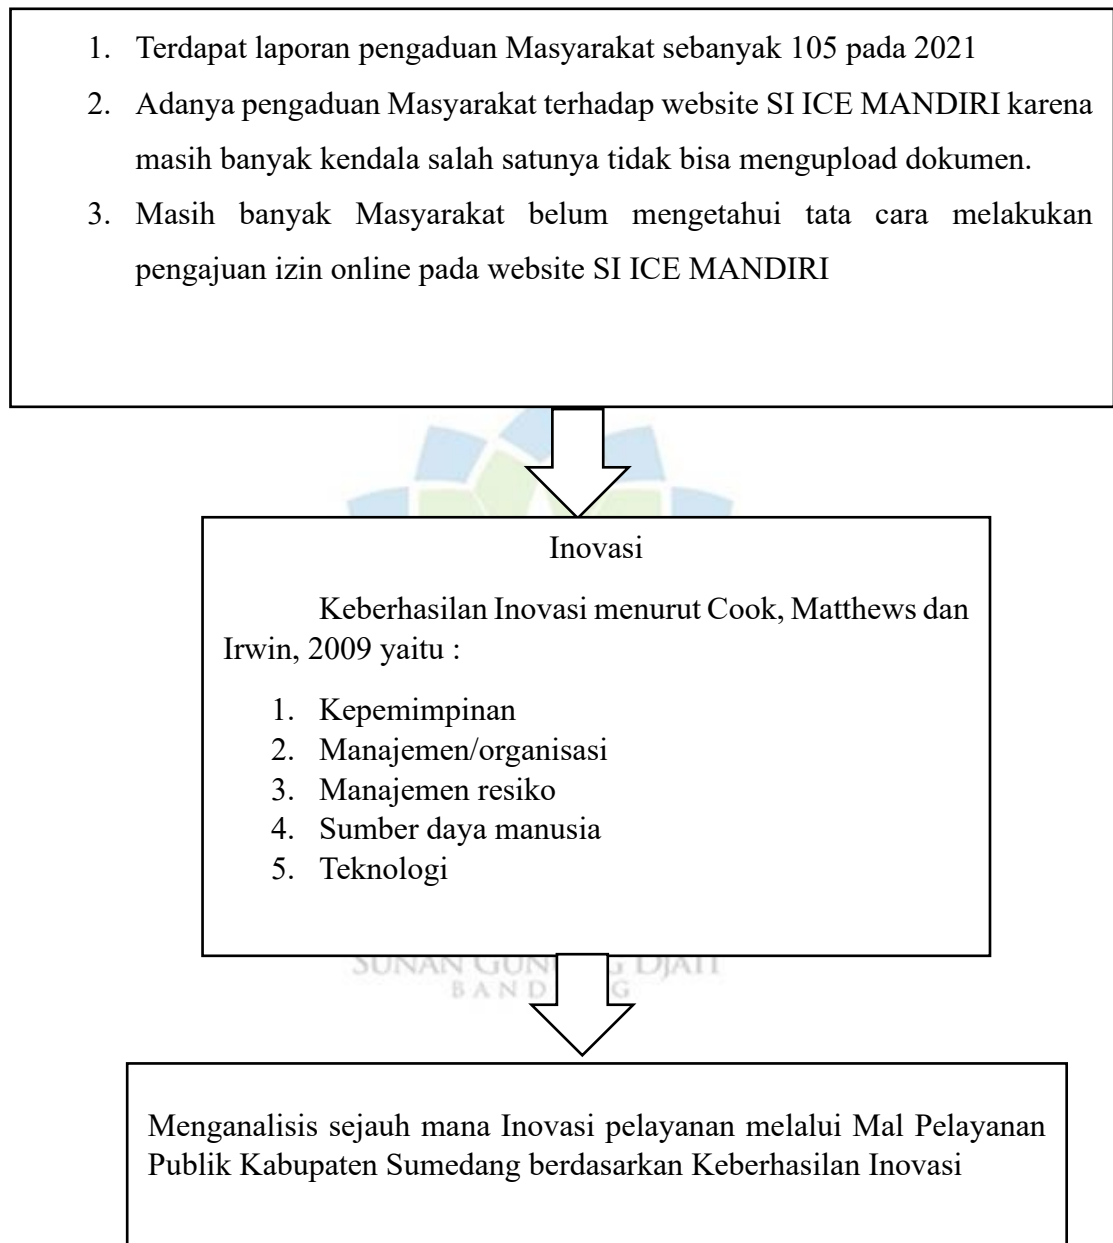 1. Terdapat laporan pengaduan Masyarakat sebanyak 105 pada 2021
2. Adanya pengaduan Masyarakat terhadap website SI ICE MANDIRI karena
masih banyak kendala salah satunya tidak bisa mengupload dokumen.
3. Masih banyak Masyarakat belum mengetahui tata cara melakukan
pengajuan izin online pada website SI ICE MANDIRI
Inovasi
Keberhasilan Inovasi menurut Cook, Matthews dan
Irwin, 2009 yaitu :
1. Kepemimpinan
2. Manajemen/organisasi
3. Manajemen resiko
4. Sumber daya manusia
5. Teknologi
SUNAN
Menganalisis sejauh mana Inovasi pelayanan melalui Mal Pelayanan
Publik Kabupaten Sumedang berdasarkan Keberhasilan Inovasi